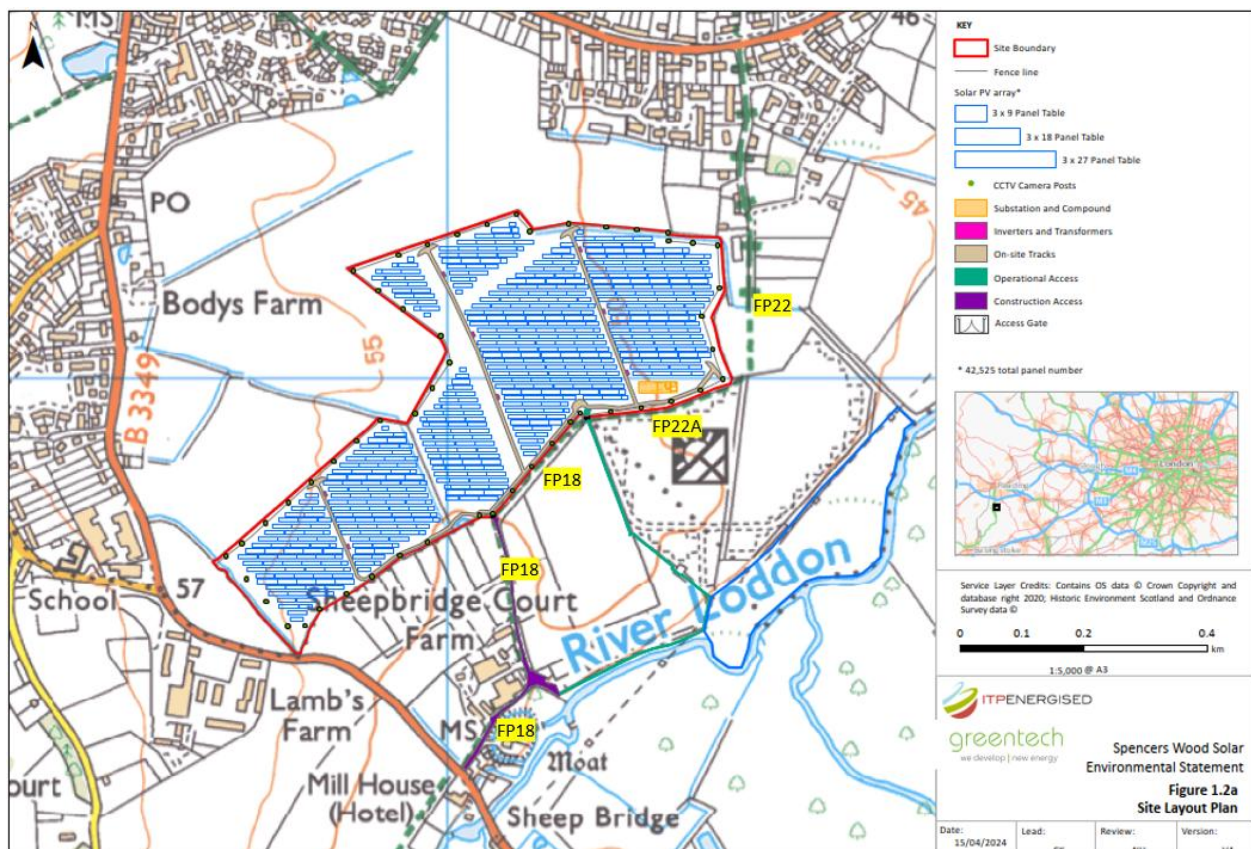 MS
46
N
PO
45
Bodys Farm
FP22
55
B 3349
FP22A
FP18
FP18
School
57
Sheepbridge Court
Farm
River Loddon
Lamb's
Farm
MS
FP18
Moat
ourt
Mill House
(Hotel)
Sheep Bridge
KEY
Site Boundary
Fence line
Solar PV array*
3 x 9 Panel Table
3 x 18 Panel Table
3 x 27 Panel Table
CCTV Camera Posts
Substation and Compound
Inverters and Transformers
On-site Tracks
Operational Access
Construction Access
Access Gate
* 42,525 total panel number
London
Service Layer Credits: Contains OS data © Crown Copyright and
database right 2020; Historic Environment Scotland and Ordnance
Survey data ©
0 0.1 0.2 0.4
km
1:5,000 @ A3
ITPENERGISED
greentech
we develop | new energy
Spencers Wood Solar
Environmental Statement
Figure 1.2a
Site Layout Plan
Date: Lead: Review: Version:
15/04/2024